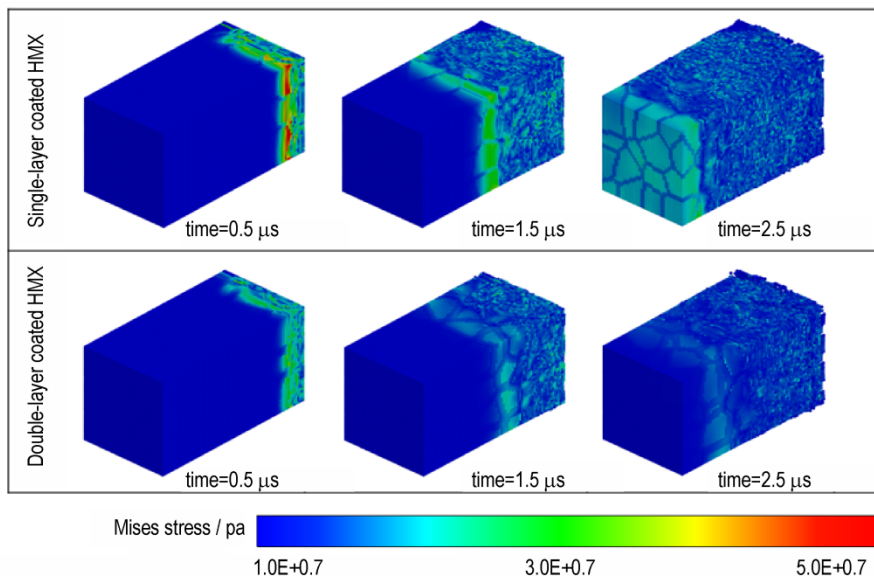 Single-layer coated HMX
time=0.5 μs
time=1.5 μs
time=2.5 μs
Double-layer coated HMX
time=0.5 μs
time=1.5 μs
time=2.5 μs
Mises stress / pa
1.0E+0.7 3.0E+0.7 5.0E+0.7